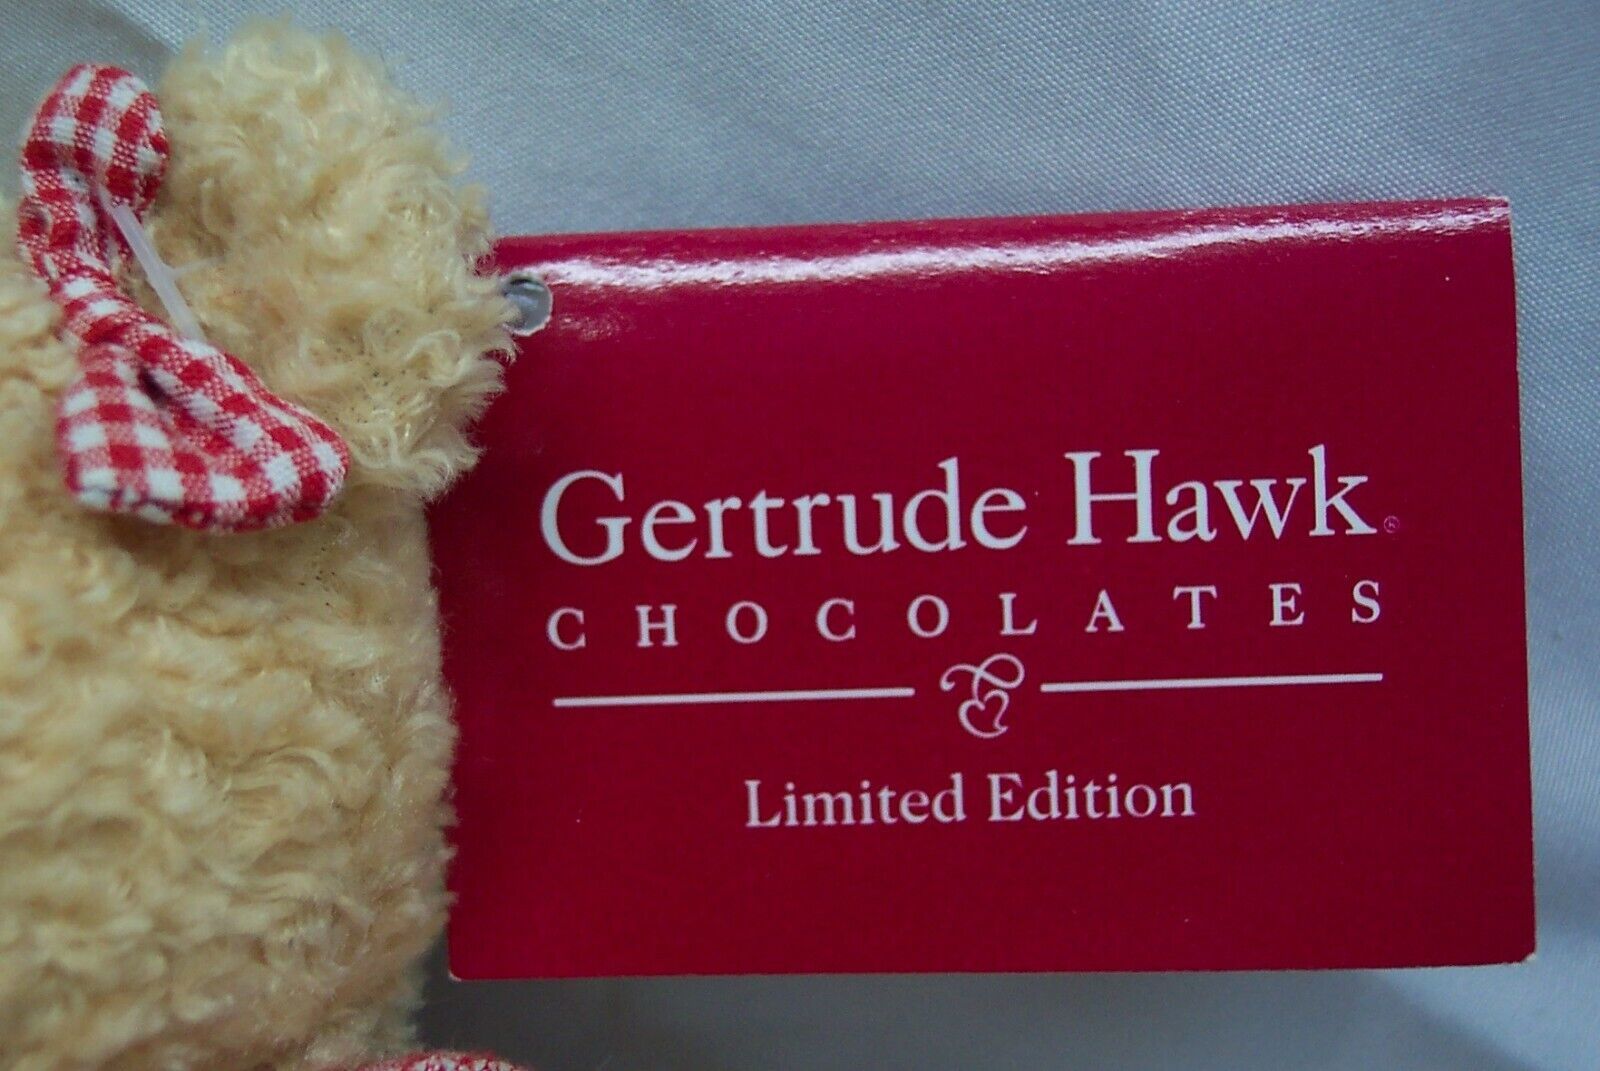 Gertrude Hawk®
CHOCOLATES
Limited Edition